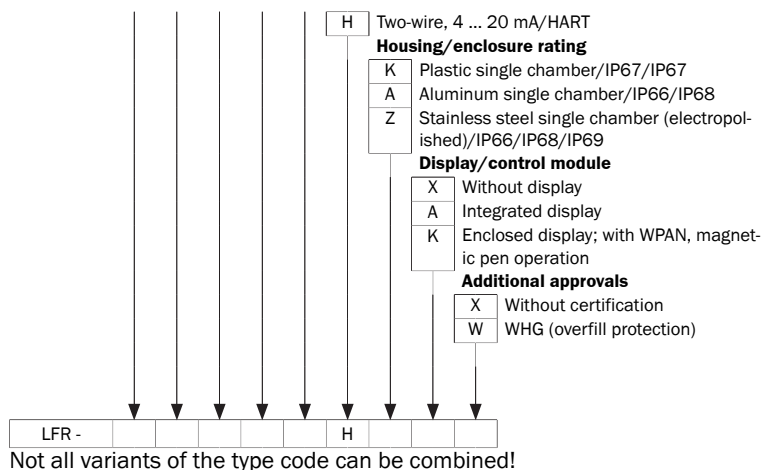 H Two-wire, 4 ... 20 mA/HART
Housing/enclosure rating
K Plastic single chamber/IP67/IP67
A Aluminum single chamber/IP66/IP68
Z Stainless steel single chamber (electropol-
ished)/IP66/IP68/IP69
Display/control module
X Without display
A Integrated display
K Enclosed display; with WPAN, magnet-
ic pen operation
Additional approvals
X Without certification
W WHG (overfill protection)
LFR - H
Not all variants of the type code can be combined!